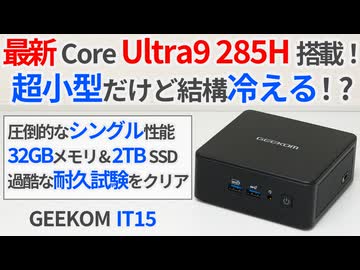 最新 Core Ultra9 285H 搭載！
超小型だけど結構冷える！？
圧倒的なシングル性能
32GBメモリ＆2TB SSD
過酷な耐久試験をクリア
GEEKOM IT15
GEEKOM